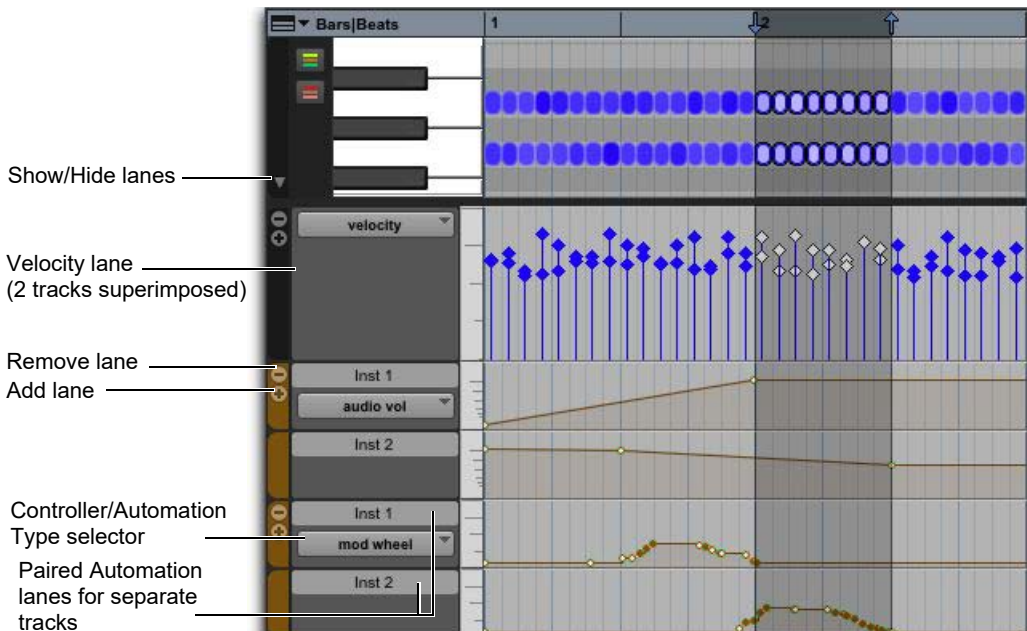 Bars|Beats
1
2
Show/Hide lanes
velocity
Velocity lane
(2 tracks superimposed)
Remove lane
Add lane
Inst 1
audio vol
Inst 2
Controller/Automation
Type selector
Inst 1
mod wheel
Paired Automation
lanes for separate
tracks
Inst 2